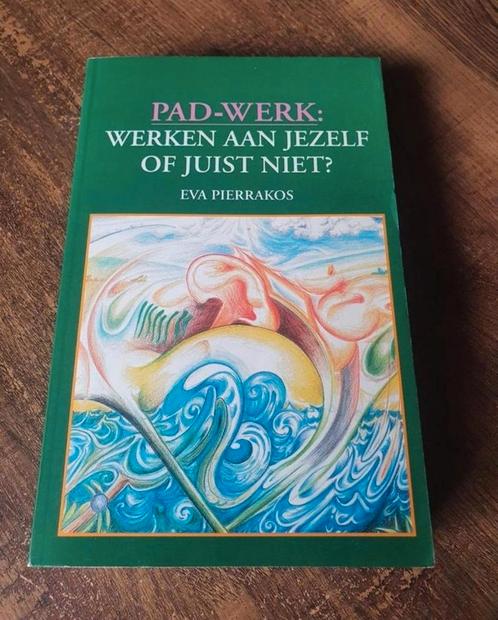 PAD-WERK:
WERKEN AAN JEZELF
OF JUIST NIET?
EVA PIERRAKOS